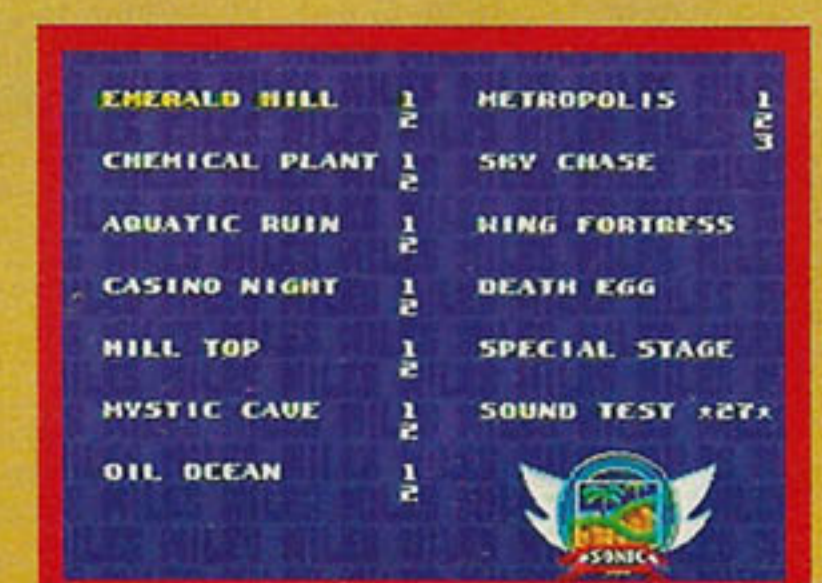 EMERALD HILL 1
2
CHEMICAL PLANT 1
2
AQUATIC RUIN 1
2
CASINO NIGHT 1
2
HILL TOP 1
2
MYSTIC CAVE 1
2
OIL OCEAN 1
2
METROPOLIS 1
2
3
SKY CHASE
WING FORTRESS
DEATH EGG
SPECIAL STAGE
SOUND TEST *27*
SONIC